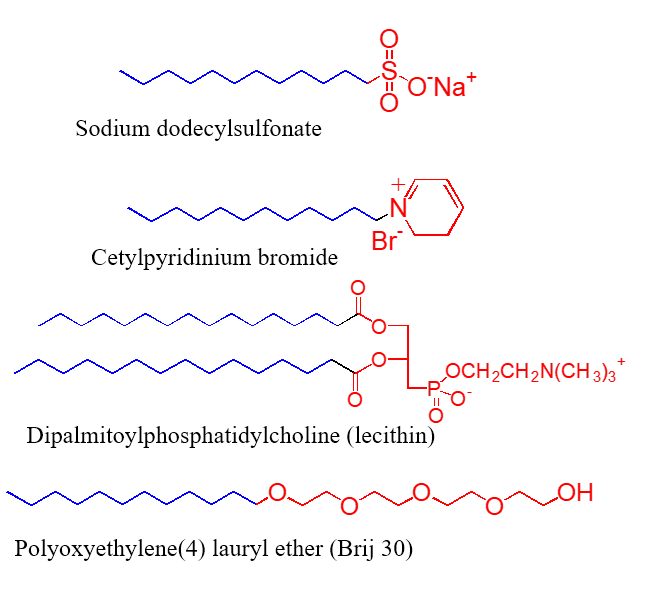 O
S
O⁻Na⁺
O
Sodium dodecylsulfonate
+
N
Br⁻
Cetylpyridinium bromide
O
O
O
OCH₂CH₂N(CH₃)₃⁺
P
O⁻
O
O
Dipalmitoylphosphatidylcholine (lecithin)
O O O O OH
Polyoxyethylene(4) lauryl ether (Brij 30)